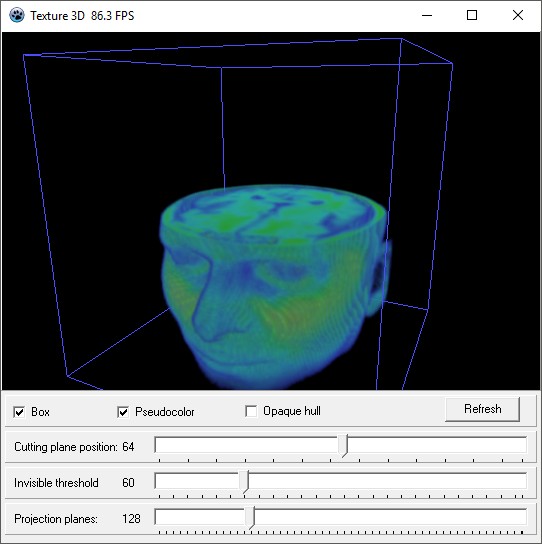 Texture 3D 86.3 FPS
Box Pseudocolor Opaque hull Refresh
Cutting plane position: 64
Invisible threshold 60
Projection planes: 128